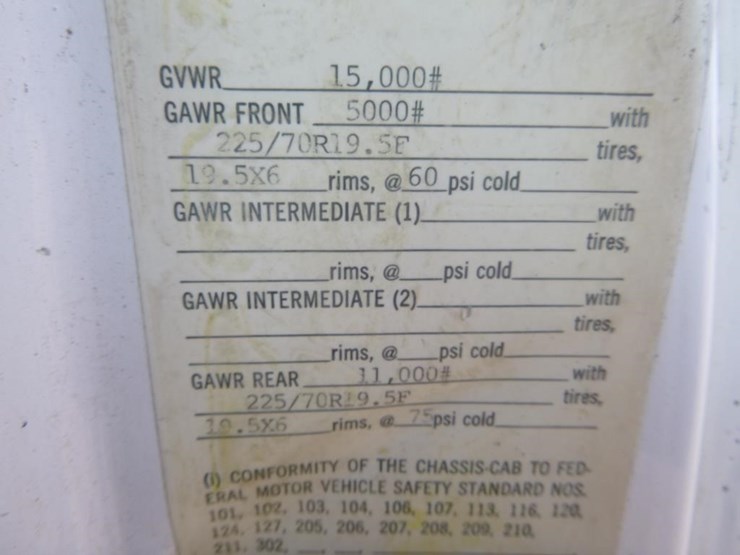 GVWR 15,000#
GAWR FRONT 5000# with
225/70R19.5F tires,
19.5X6 rims, @ 60 psi cold
GAWR INTERMEDIATE (1) with
tires,
rims, @ psi cold
GAWR INTERMEDIATE (2) with
tires,
rims, @ psi cold
GAWR REAR 11,000# with
225/70R19.5F tires,
19.5X6 rims, @ 75 psi cold
(i) CONFORMITY OF THE CHASSIS-CAB TO FED-
ERAL MOTOR VEHICLE SAFETY STANDARD NOS.
101, 102, 103, 104, 106, 107, 113, 116, 120,
124, 127, 205, 206, 207, 208, 209, 210,
211, 302,